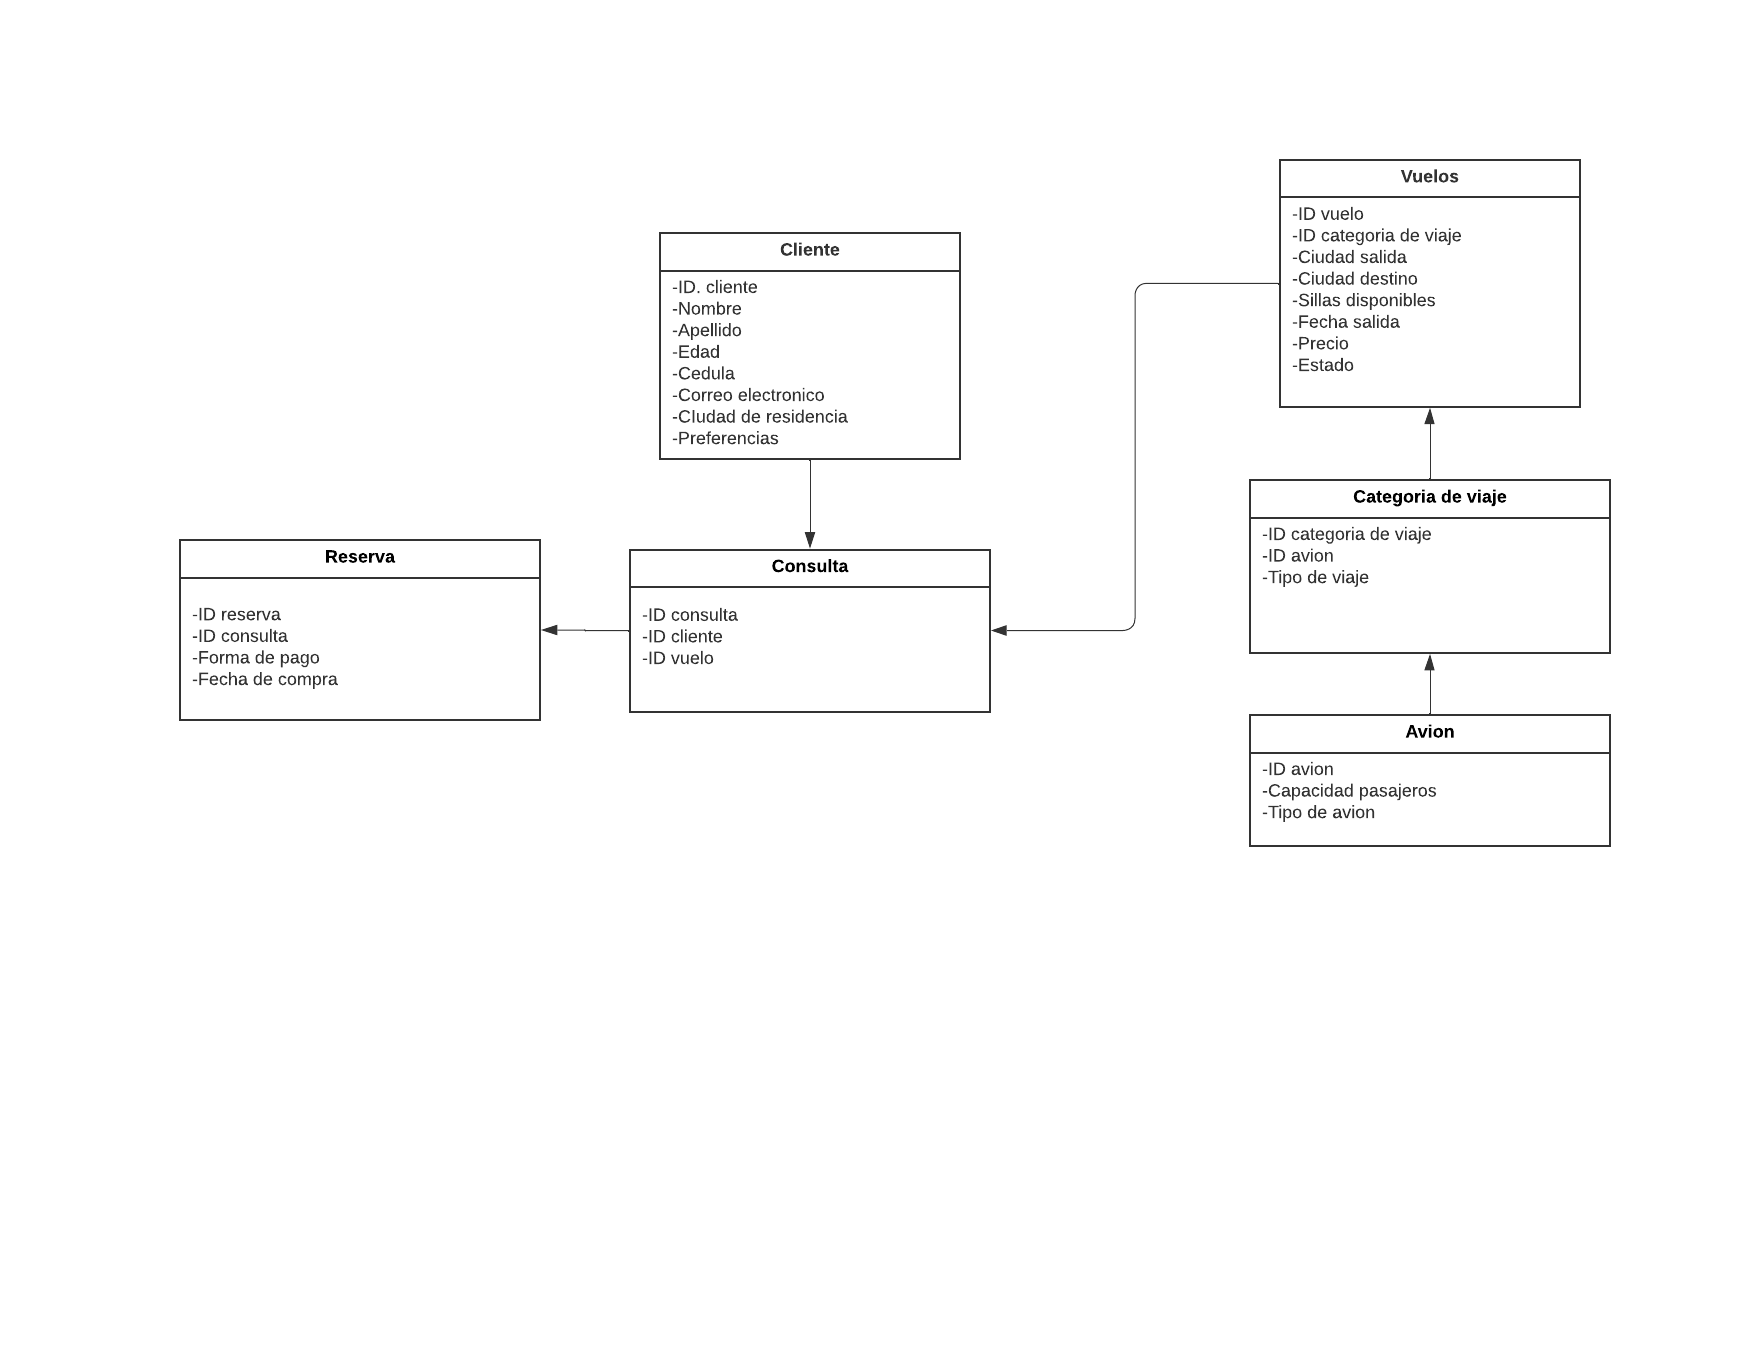 Vuelos
-ID vuelo
-ID categoria de viaje
-Ciudad salida
-Ciudad destino
-Sillas disponibles
-Fecha salida
-Precio
-Estado
Cliente
-ID. cliente
-Nombre
-Apellido
-Edad
-Cedula
-Correo electronico
-CIudad de residencia
-Preferencias
Categoria de viaje
-ID categoria de viaje
-ID avion
-Tipo de viaje
Reserva
-ID reserva
-ID consulta
-Forma de pago
-Fecha de compra
Consulta
-ID consulta
-ID cliente
-ID vuelo
Avion
-ID avion
-Capacidad pasajeros
-Tipo de avion